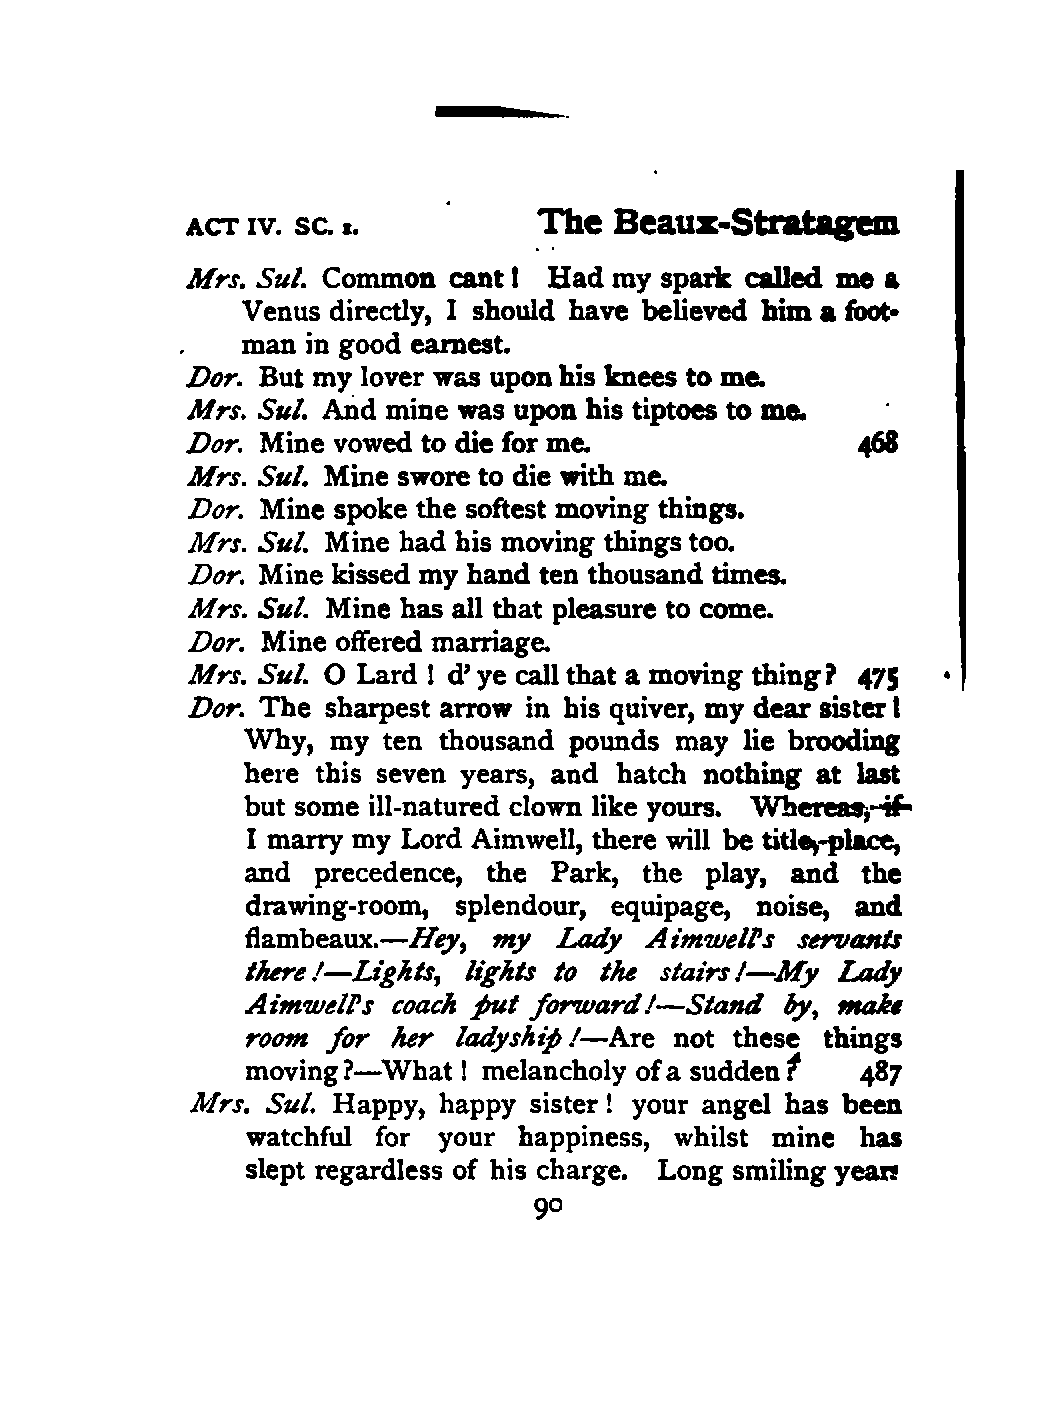 ACT IV. SC. 1. The Beaux-Stratagem
Mrs. Sul. Common cant! Had my spark called me a
Venus directly, I should have believed him a foot-
man in good earnest.
Dor. But my lover was upon his knees to me.
Mrs. Sul. And mine was upon his tiptoes to me.
Dor. Mine vowed to die for me. 468
Mrs. Sul. Mine swore to die with me.
Dor. Mine spoke the softest moving things.
Mrs. Sul. Mine had his moving things too.
Dor. Mine kissed my hand ten thousand times.
Mrs. Sul. Mine has all that pleasure to come.
Dor. Mine offered marriage.
Mrs. Sul. O Lard! d' ye call that a moving thing? 475
Dor. The sharpest arrow in his quiver, my dear sister!
Why, my ten thousand pounds may lie brooding
here this seven years, and hatch nothing at last
but some ill-natured clown like yours. Whereas, if
I marry my Lord Aimwell, there will be title, place,
and precedence, the Park, the play, and the
drawing-room, splendour, equipage, noise, and
flambeaux.—Hey, my Lady Aimwell's servants
there!—Lights, lights to the stairs!—My Lady
Aimwell's coach put forward!—Stand by, make
room for her ladyship!—Are not these things
moving?—What! melancholy of a sudden? 487
Mrs. Sul. Happy, happy sister! your angel has been
watchful for your happiness, whilst mine has
slept regardless of his charge. Long smiling years
90